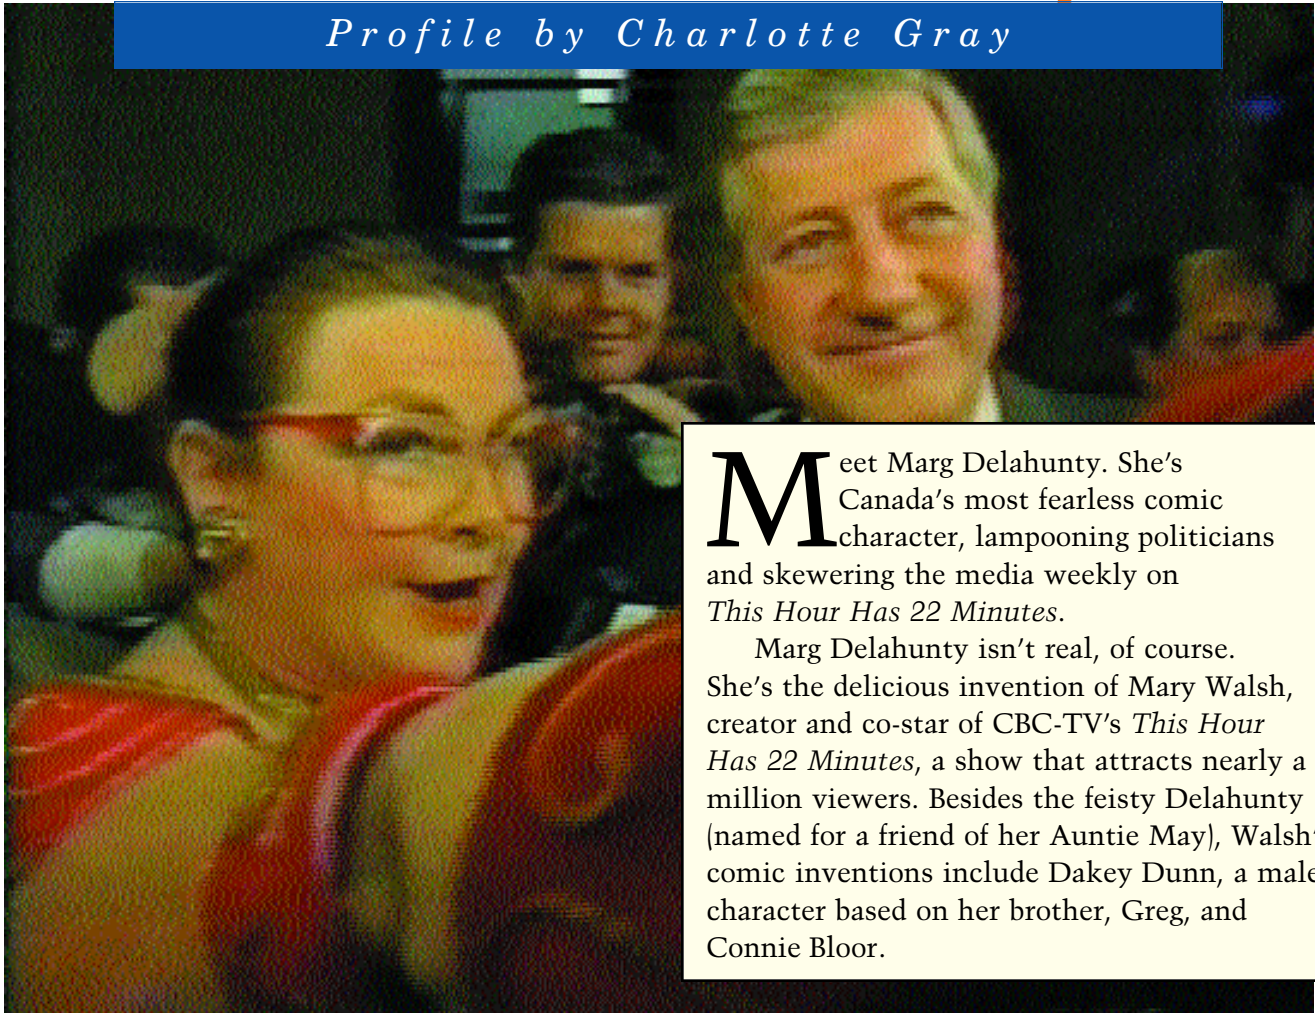 Profile by Charlotte Gray
Meet Marg Delahunty. She’s
Canada’s most fearless comic
character, lampooning politicians
and skewering the media weekly on
This Hour Has 22 Minutes.
Marg Delahunty isn’t real, of course.
She’s the delicious invention of Mary Walsh,
creator and co-star of CBC-TV’s This Hour
Has 22 Minutes, a show that attracts nearly a
million viewers. Besides the feisty Delahunty
(named for a friend of her Auntie May), Walsh’
comic inventions include Dakey Dunn, a male
character based on her brother, Greg, and
Connie Bloor.